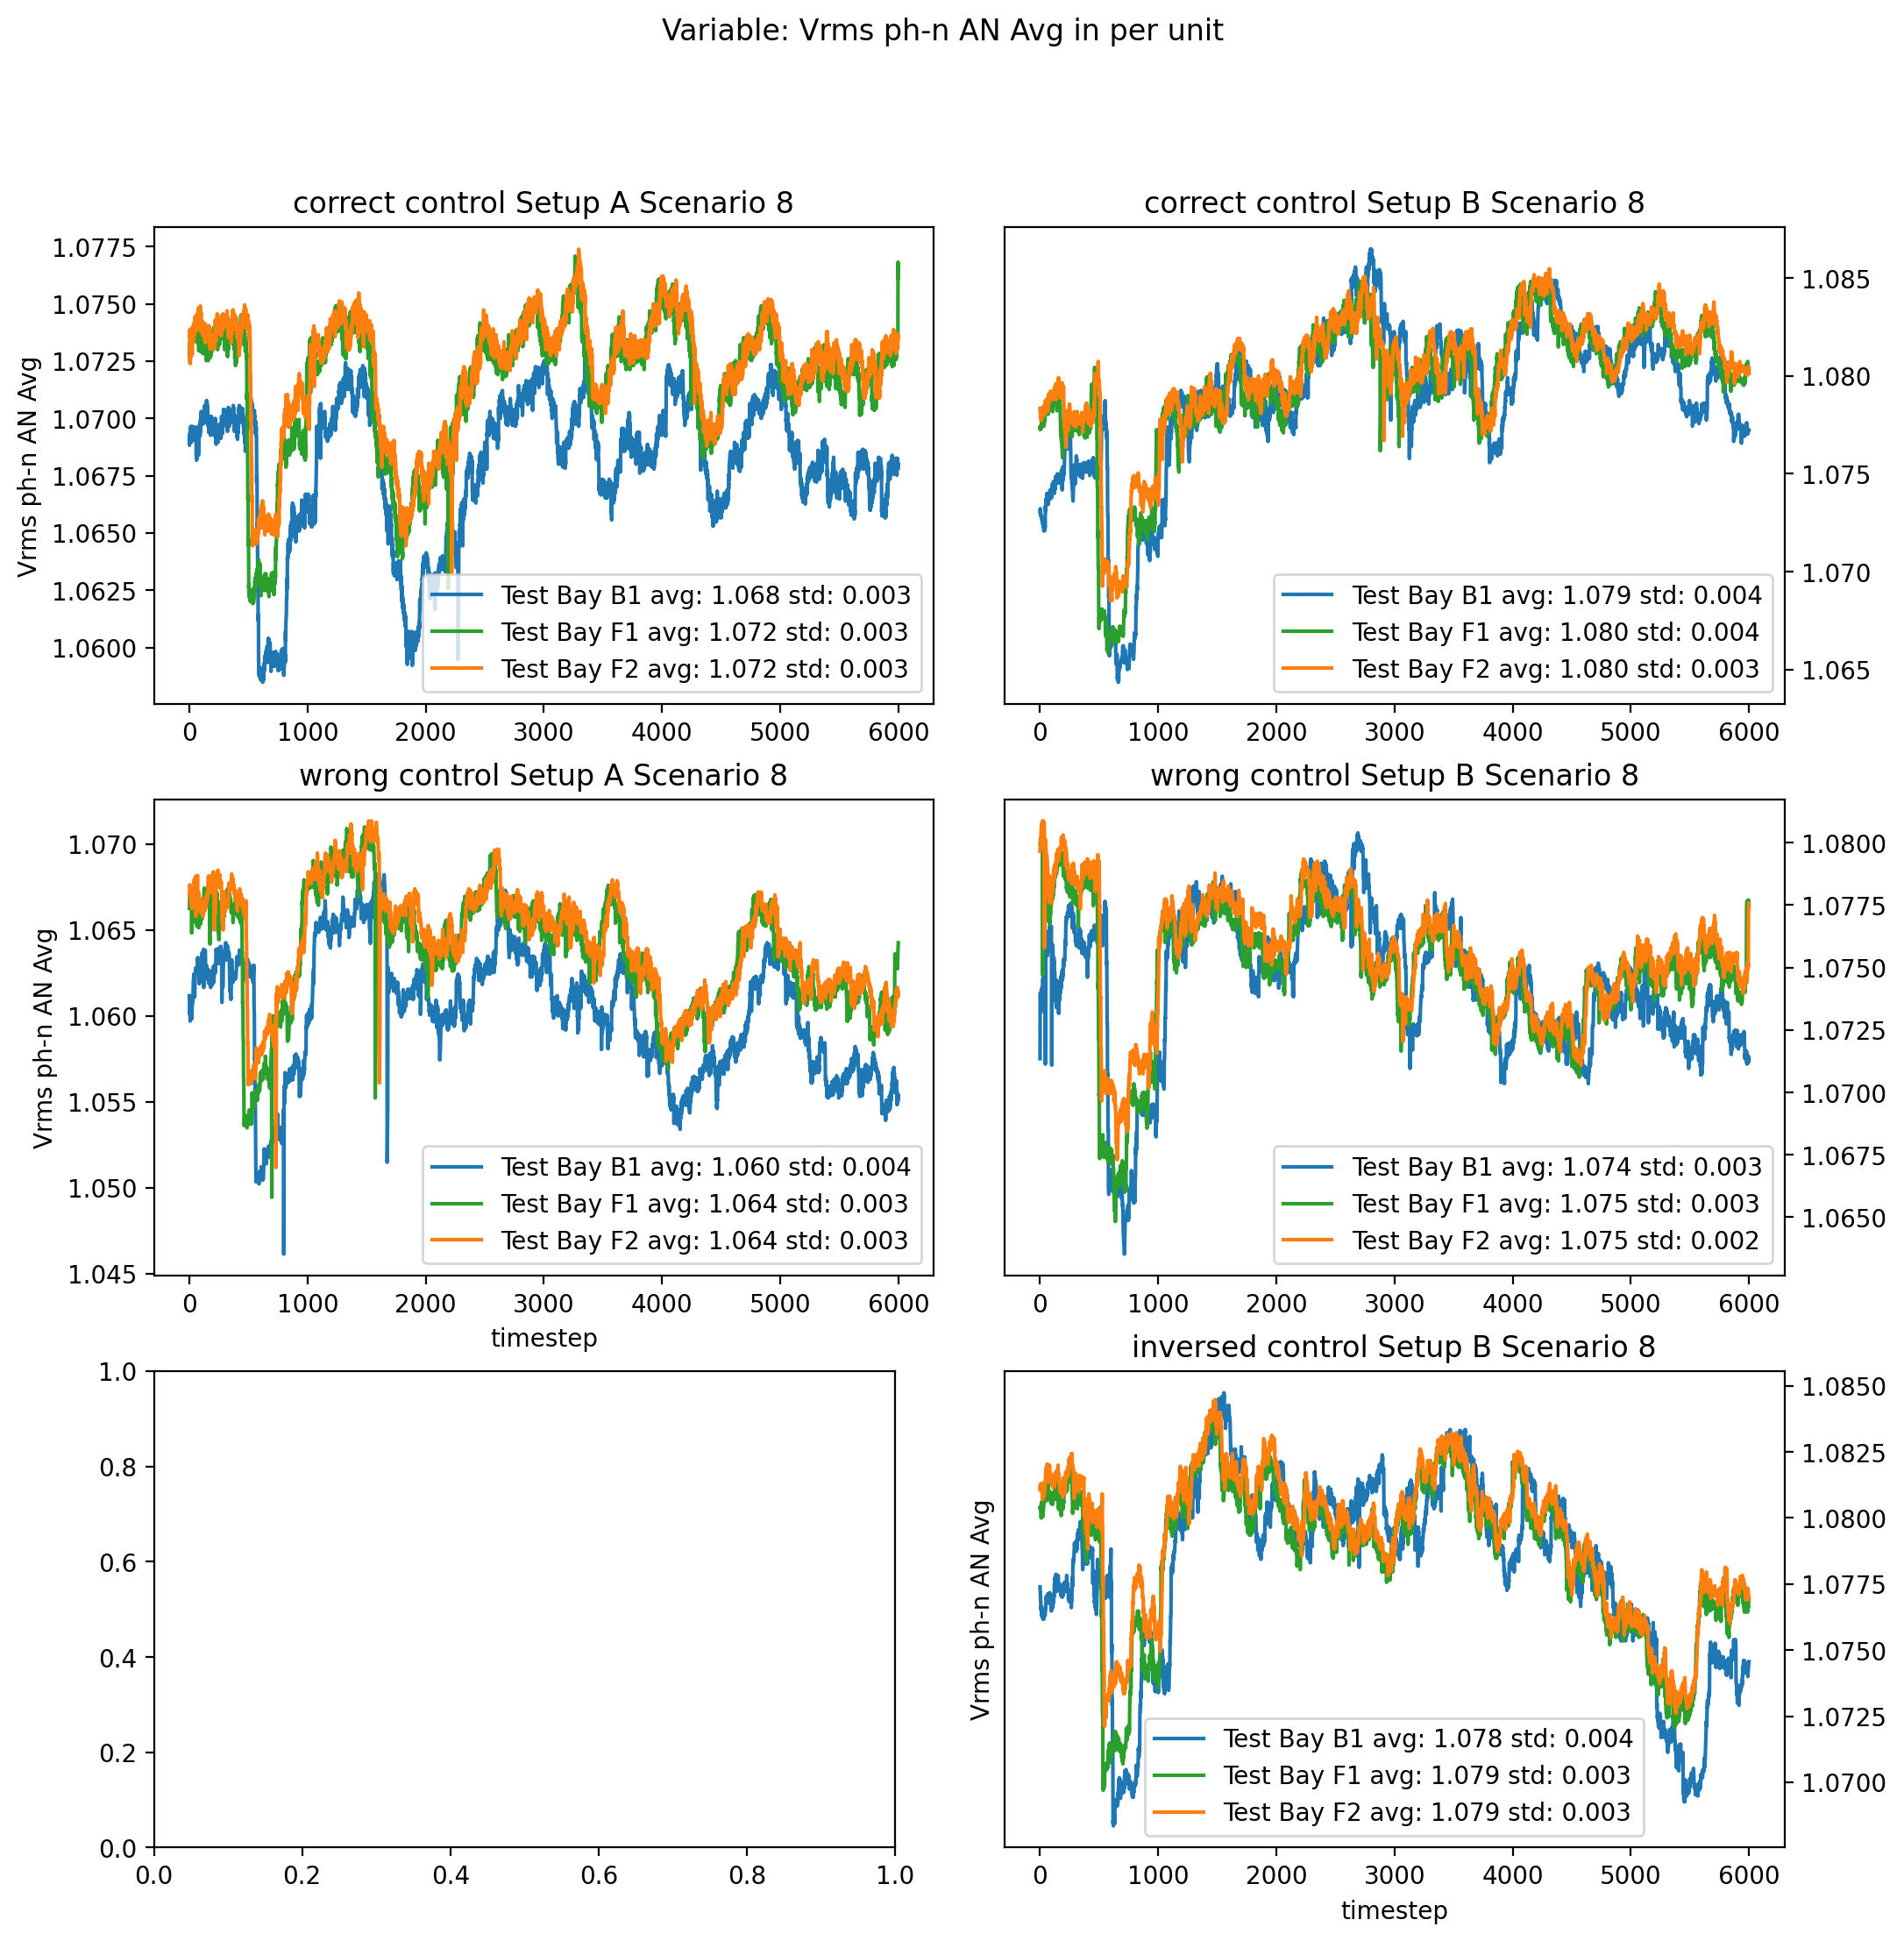 Variable: Vrms ph-n AN Avg in per unit
correct control Setup A Scenario 8
Vrms ph-n AN Avg
1.0775
1.0750
1.0725
1.0700
1.0675
1.0650
1.0625
1.0600
Test Bay B1 avg: 1.068 std: 0.003
Test Bay F1 avg: 1.072 std: 0.003
Test Bay F2 avg: 1.072 std: 0.003
0 1000 2000 3000 4000 5000 6000
correct control Setup B Scenario 8
1.085
1.080
1.075
1.070
1.065
Test Bay B1 avg: 1.079 std: 0.004
Test Bay F1 avg: 1.080 std: 0.004
Test Bay F2 avg: 1.080 std: 0.003
0 1000 2000 3000 4000 5000 6000
wrong control Setup A Scenario 8
Vrms ph-n AN Avg
1.070
1.065
1.060
1.055
1.050
1.045
Test Bay B1 avg: 1.060 std: 0.004
Test Bay F1 avg: 1.064 std: 0.003
Test Bay F2 avg: 1.064 std: 0.003
0 1000 2000 3000 4000 5000 6000
timestep
wrong control Setup B Scenario 8
1.0800
1.0775
1.0750
1.0725
1.0700
1.0675
1.0650
Test Bay B1 avg: 1.074 std: 0.003
Test Bay F1 avg: 1.075 std: 0.003
Test Bay F2 avg: 1.075 std: 0.002
0 1000 2000 3000 4000 5000 6000
1.0
0.8
0.6
0.4
0.2
0.0
0.0 0.2 0.4 0.6 0.8 1.0
inversed control Setup B Scenario 8
Vrms ph-n AN Avg
1.0850
1.0825
1.0800
1.0775
1.0750
1.0725
1.0700
Test Bay B1 avg: 1.078 std: 0.004
Test Bay F1 avg: 1.079 std: 0.003
Test Bay F2 avg: 1.079 std: 0.003
0 1000 2000 3000 4000 5000 6000
timestep